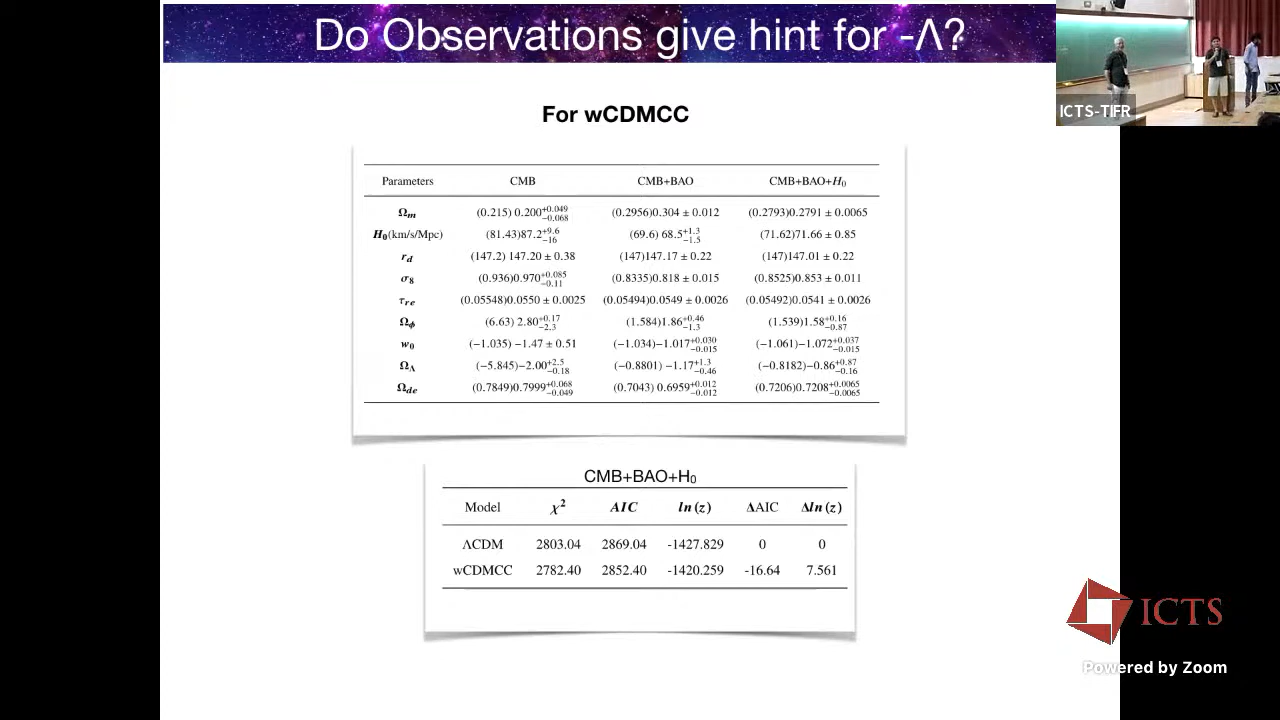 Do Observations give hint for -Λ?
ICTS-TIFR
For wCDMCC
Parameters CMB CMB+BAO CMB+BAO+H₀
Ωₘ (0.215) 0.200^{+0.049}_{−0.068} (0.2956)0.304 ± 0.012 (0.2793)0.2791 ± 0.0065
H₀(km/s/Mpc) (81.43)87.2^{+9.6}_{−16} (69.6) 68.5^{+1.3}_{−1.5} (71.62)71.66 ± 0.85
r_d (147.2) 147.20 ± 0.38 (147)147.17 ± 0.22 (147)147.01 ± 0.22
σ₈ (0.936)0.970^{+0.085}_{−0.11} (0.8335)0.818 ± 0.015 (0.8525)0.853 ± 0.011
τ_re (0.05548)0.0550 ± 0.0025 (0.05494)0.0549 ± 0.0026 (0.05492)0.0541 ± 0.0026
Ω_ϕ (6.63) 2.80^{+0.17}_{−2.3} (1.584)1.86^{+0.46}_{−1.3} (1.539)1.58^{+0.16}_{−0.87}
w₀ (−1.035) −1.47 ± 0.51 (−1.034)−1.017^{+0.030}_{−0.015} (−1.061)−1.072^{+0.037}_{−0.015}
Ω_Λ (−5.845)−2.00^{+2.5}_{−0.18} (−0.8801) −1.17^{+1.3}_{−0.46} (−0.8182)−0.86^{+0.87}_{−0.16}
Ω_de (0.7849)0.7999^{+0.068}_{−0.049} (0.7043) 0.6959^{+0.012}_{−0.012} (0.7206)0.7208^{+0.0065}_{−0.0065}
CMB+BAO+H₀
Model χ² AIC ln(z) ΔAIC Δln(z)
ΛCDM 2803.04 2869.04 -1427.829 0 0
wCDMCC 2782.40 2852.40 -1420.259 -16.64 7.561
ICTS
Powered by Zoom